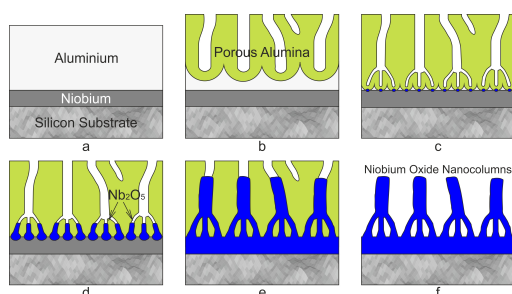 Aluminium
Niobium
Silicon Substrate
a
Porous Alumina
b
c
Nb₂O₅
d
e
Niobium Oxide Nanocolumns
f